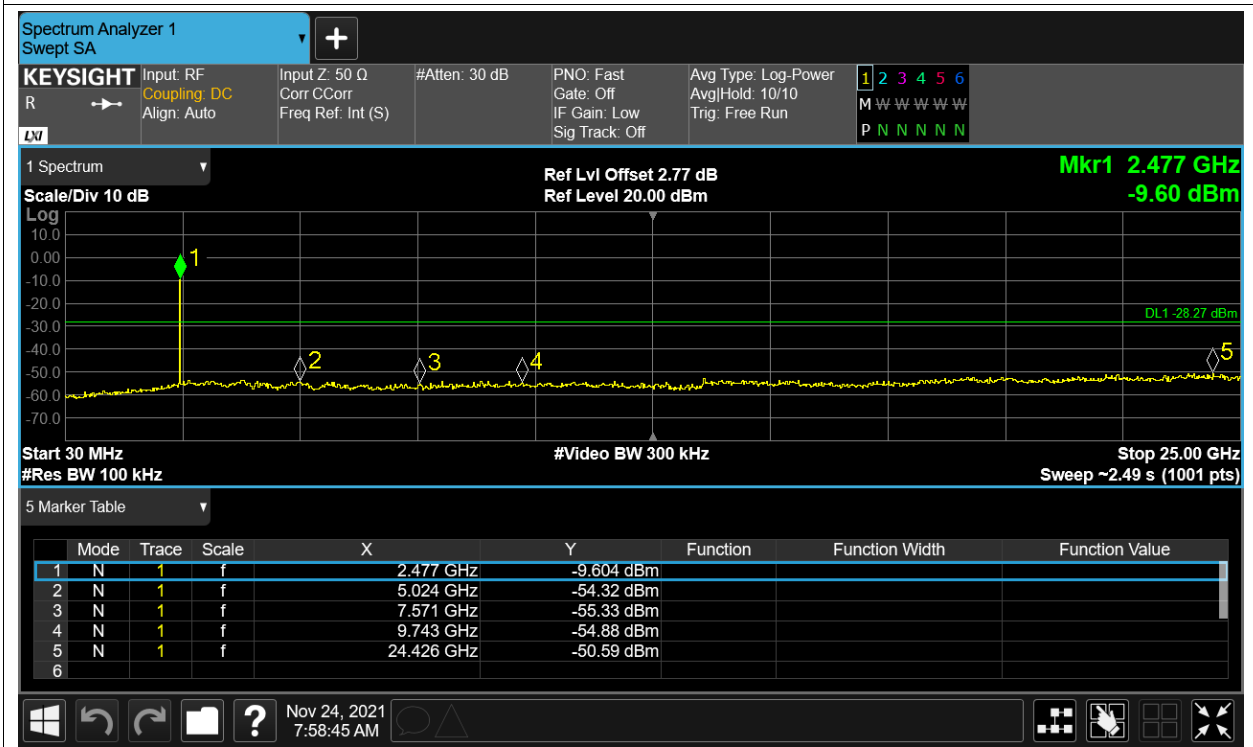 Spectrum Analyzer 1
Swept SA
KEYSIGHT Input: RF Input Z: 50 Ω #Atten: 30 dB PNO: Fast Avg Type: Log-Power 1 2 3 4 5 6
R Coupling: DC Corr CCorr Gate: Off Avg|Hold: 10/10 M W W W W W
Align: Auto Freq Ref: Int (S) IF Gain: Low Trig: Free Run
LXI Sig Track: Off P N N N N N
1 Spectrum Ref Lvl Offset 2.77 dB Mkr1 2.477 GHz
Scale/Div 10 dB Ref Level 20.00 dBm -9.60 dBm
Log
10.0
0.00 1
-10.0
-20.0
DL1 -28.27 dBm
-30.0
-40.0
2 3 4 5
-50.0
-60.0
-70.0
Start 30 MHz #Video BW 300 kHz Stop 25.00 GHz
#Res BW 100 kHz Sweep ~2.49 s (1001 pts)
5 Marker Table
Mode Trace Scale X Y Function Function Width Function Value
1 N 1 f 2.477 GHz -9.604 dBm
2 N 1 f 5.024 GHz -54.32 dBm
3 N 1 f 7.571 GHz -55.33 dBm
4 N 1 f 9.743 GHz -54.88 dBm
5 N 1 f 24.426 GHz -50.59 dBm
6
? Nov 24, 2021
7:58:45 AM